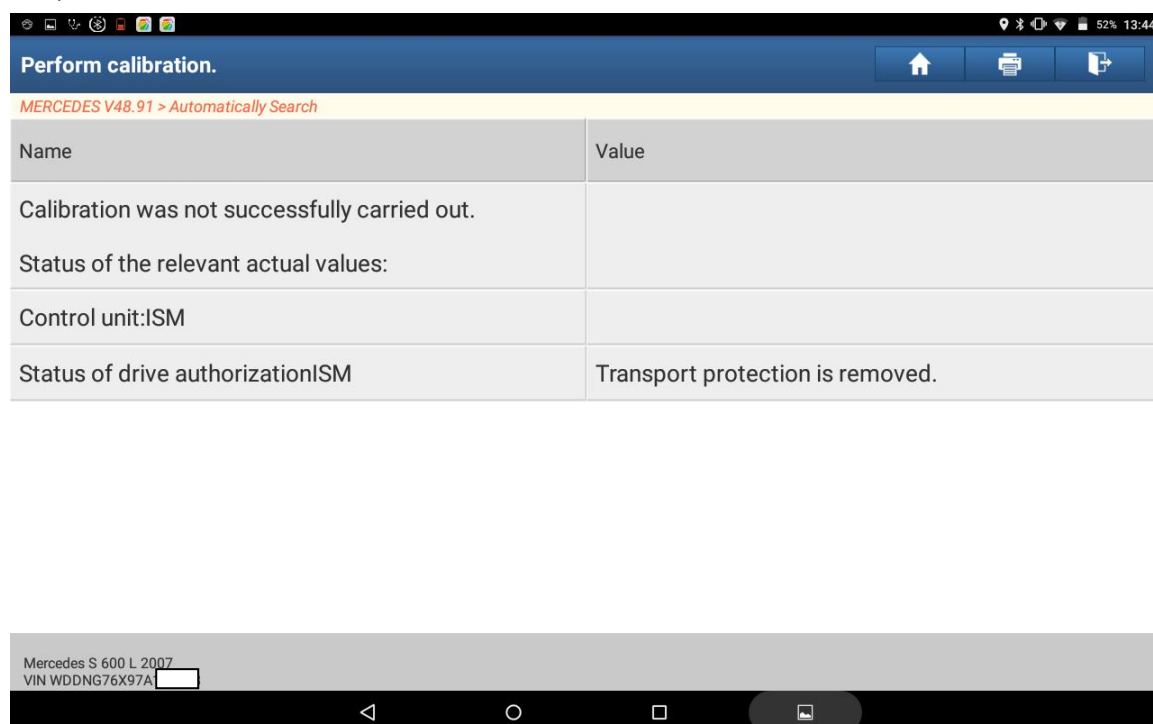 52% 13:44
Perform calibration.
MERCEDES V48.91 > Automatically Search
Name Value
Calibration was not successfully carried out.
Status of the relevant actual values:
Control unit:ISM
Status of drive authorizationISM Transport protection is removed.
Mercedes S 600 L 2007
VIN WDDNG76X97A